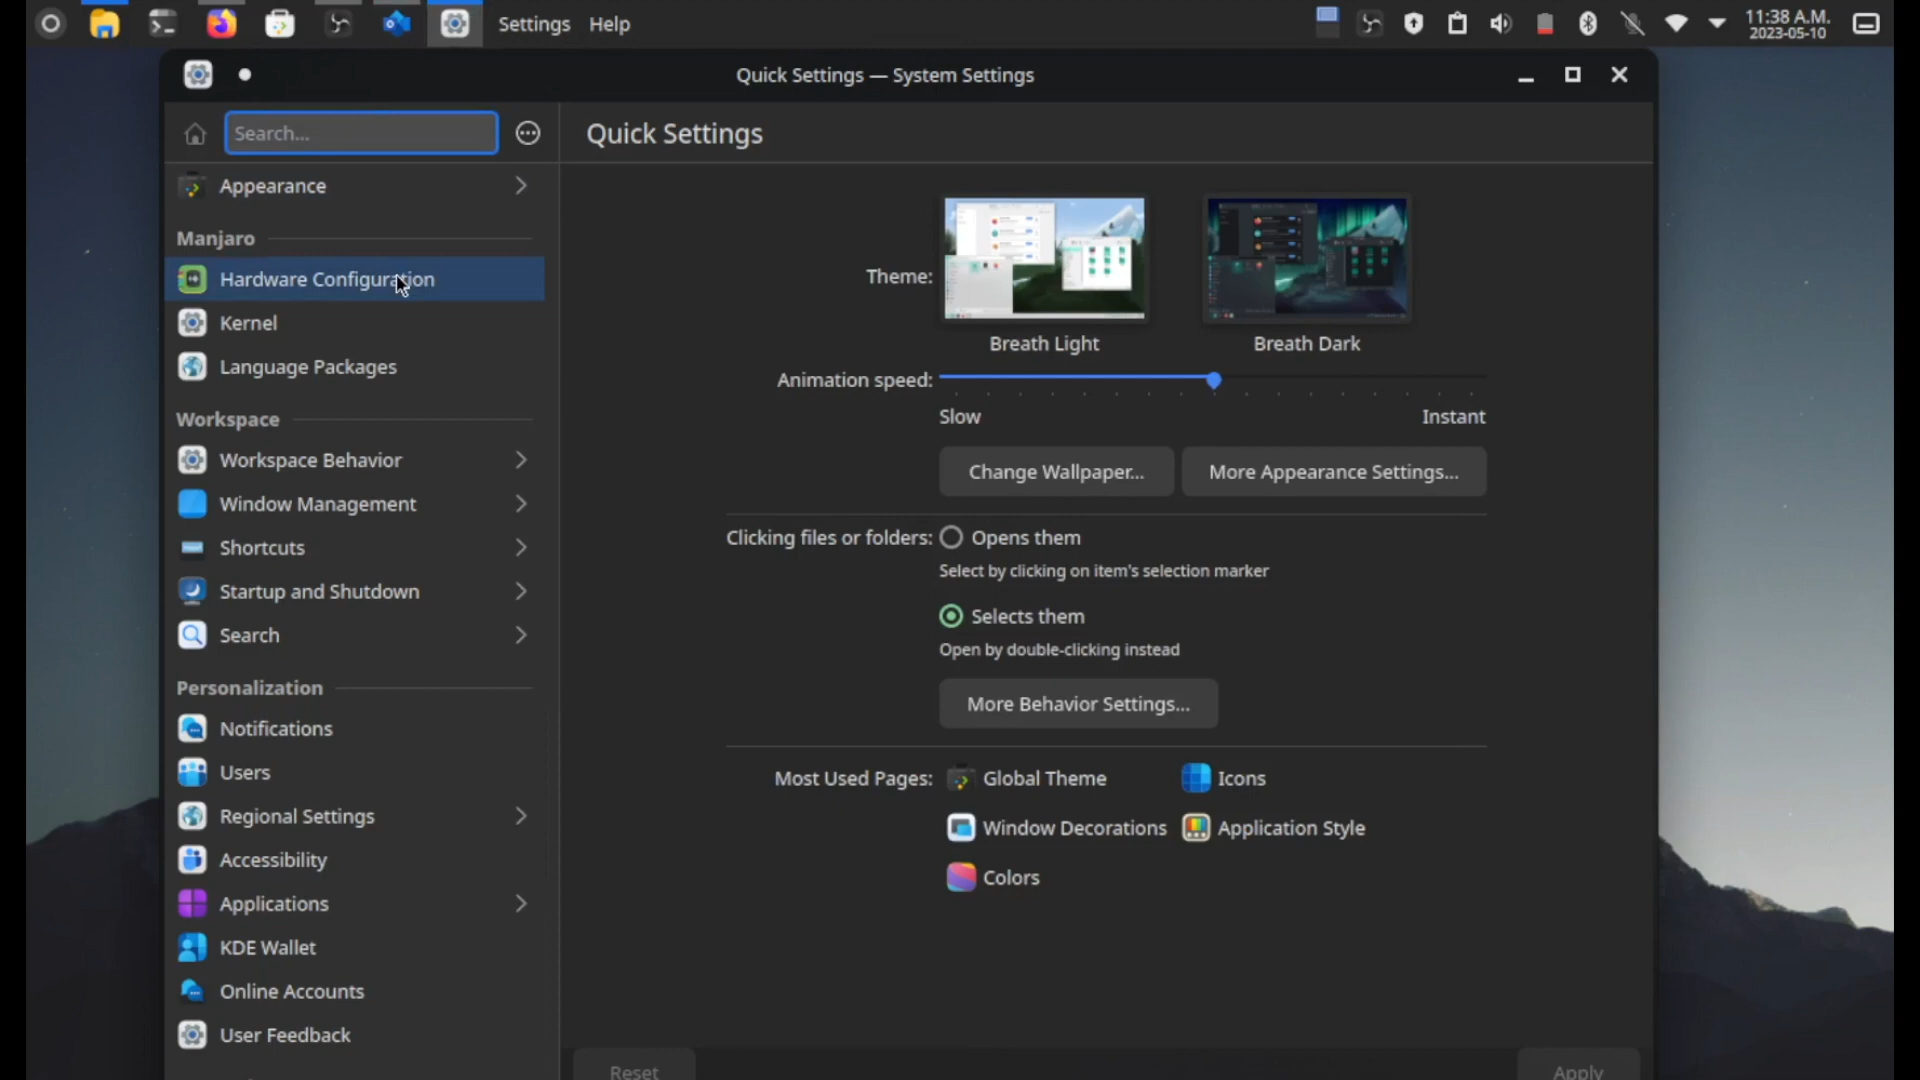 Settings Help
11:38 A.M.
2023-05-10
Quick Settings — System Settings
Search...
Quick Settings
Appearance
Manjaro
Hardware Configuration
Kernel
Language Packages
Workspace
Workspace Behavior
Window Management
Shortcuts
Startup and Shutdown
Search
Personalization
Notifications
Users
Regional Settings
Accessibility
Applications
KDE Wallet
Online Accounts
User Feedback
Theme:
Breath Light Breath Dark
Animation speed:
Slow Instant
Change Wallpaper... More Appearance Settings...
Clicking files or folders: Opens them
Select by clicking on item's selection marker
Selects them
Open by double-clicking instead
More Behavior Settings...
Most Used Pages: Global Theme Icons
Window Decorations Application Style
Colors
Reset Apply